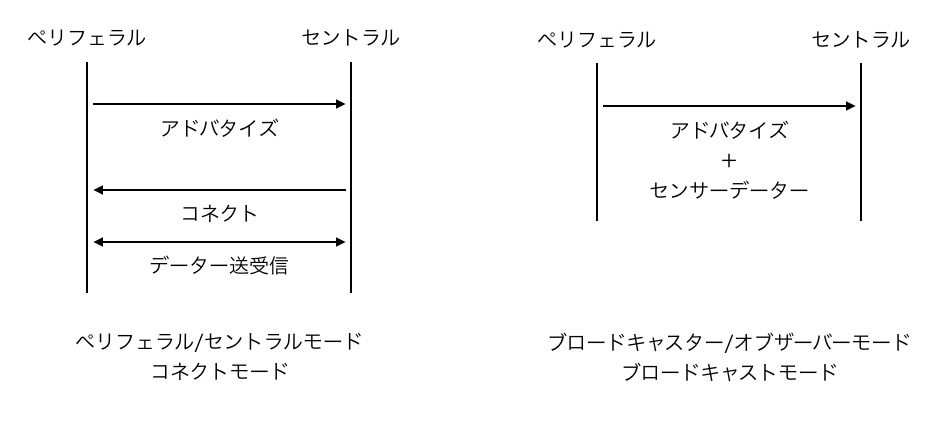 ペリフェラル
セントラル
アドバタイズ
コネクト
データー送受信
ペリフェラル/セントラルモード
コネクトモード
ペリフェラル
セントラル
アドバタイズ
+
センサーデーター
ブロードキャスター/オブザーバーモード
ブロードキャストモード